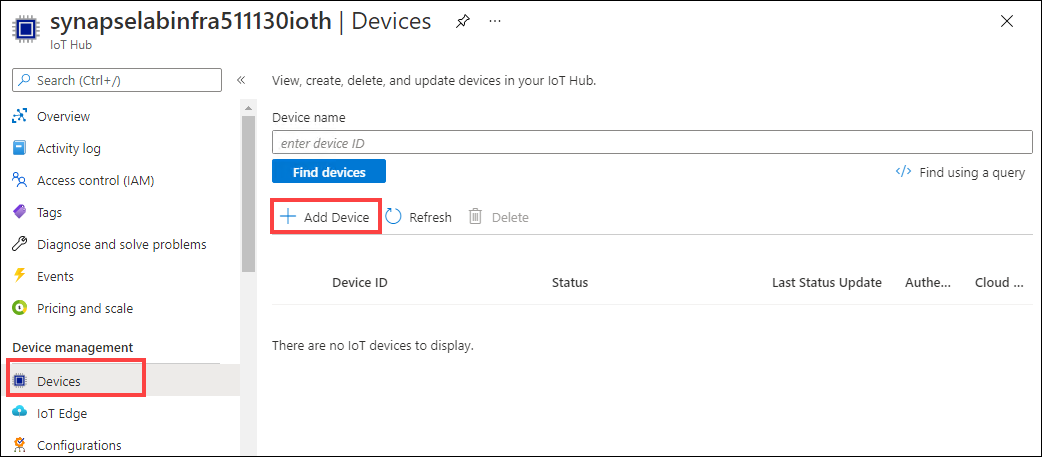 synapselabinfra511130ioth | Devices
IoT Hub
Search (Ctrl+/)
Overview
Activity log
Access control (IAM)
Tags
Diagnose and solve problems
Events
Pricing and scale
Device management
Devices
IoT Edge
Configurations
View, create, delete, and update devices in your IoT Hub.
Device name
enter device ID
Find devices
</> Find using a query
Add Device Refresh Delete
Device ID Status Last Status Update Authe... Cloud ...
There are no IoT devices to display.